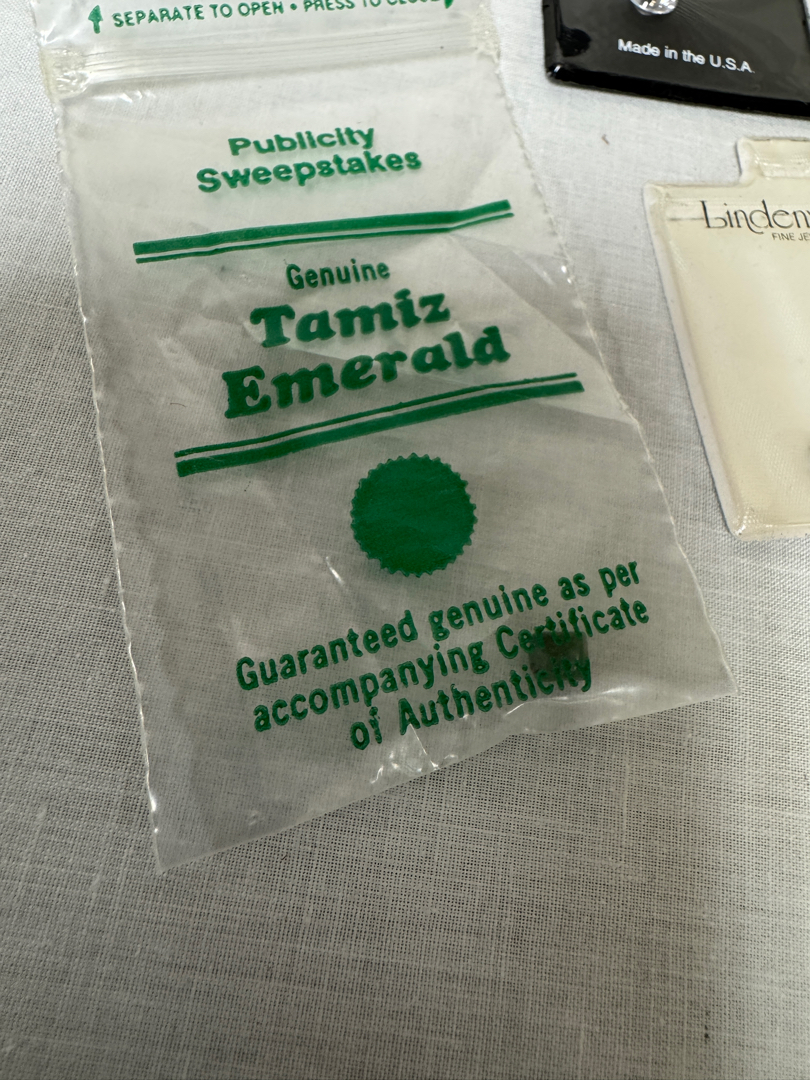 SEPARATE TO OPEN • PRESS TO CLOSE
Made in the U.S.A.
Publicity
Sweepstakes
Genuine
Tamiz
Emerald
Guaranteed genuine as per
accompanying Certificate
of Authenticity